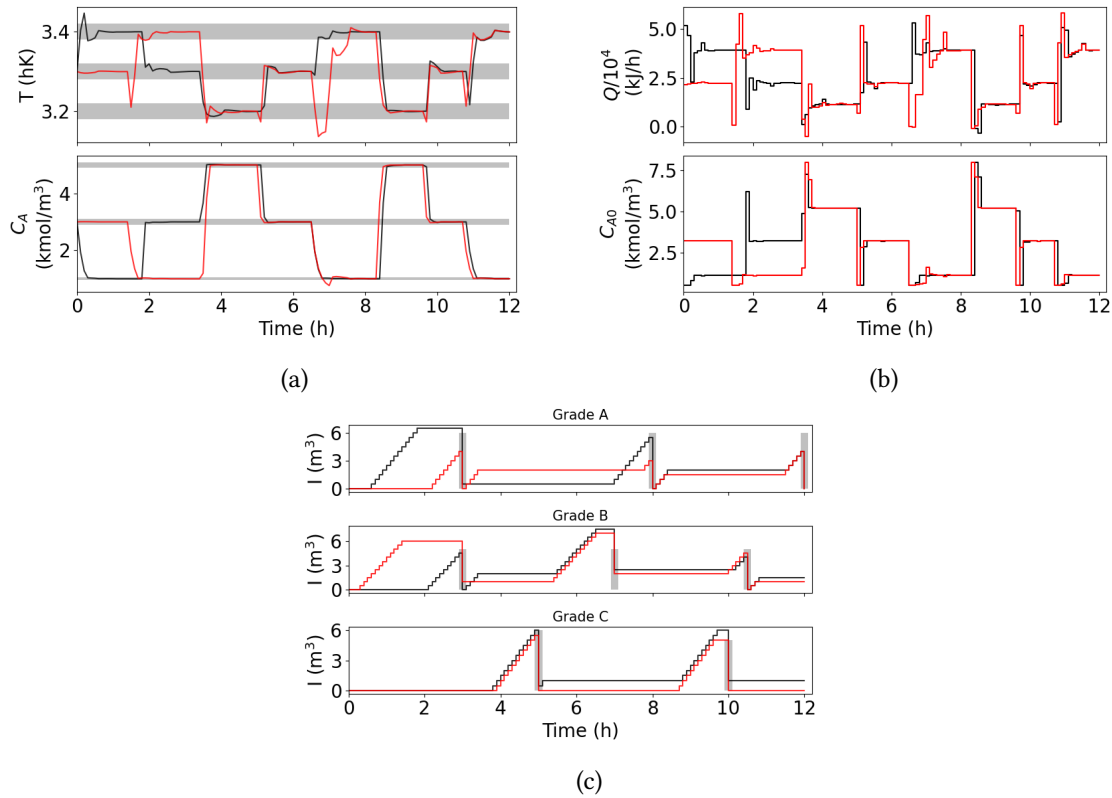 3.4
3.2
T (hK)
4
2
C_A
(kmol/m³)
0 2 4 6 8 10 12
Time (h)
(a)
5.0
2.5
0.0
Q/10⁴
(kJ/h)
7.5
5.0
2.5
C_A0
(kmol/m³)
0 2 4 6 8 10 12
Time (h)
(b)
Grade A
6
3
0
I (m³)
Grade B
6
3
0
I (m³)
Grade C
6
3
0
I (m³)
0 2 4 6 8 10 12
Time (h)
(c)